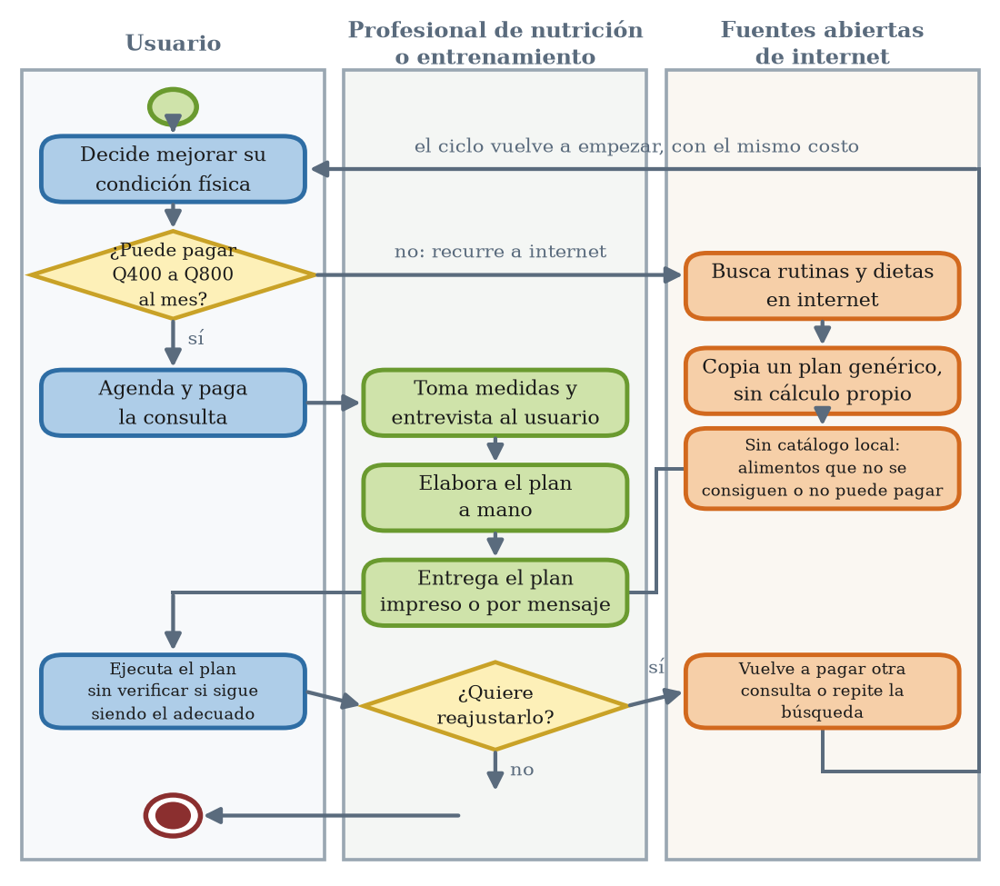 Usuario
Profesional de nutrición
o entrenamiento
Fuentes abiertas
de internet
el ciclo vuelve a empezar, con el mismo costo
Decide mejorar su
condición física
¿Puede pagar
Q400 a Q800
al mes?
no: recurre a internet
sí
Busca rutinas y dietas
en internet
Copia un plan genérico,
sin cálculo propio
Agenda y paga
la consulta
Toma medidas y
entrevista al usuario
Sin catálogo local:
alimentos que no se
consiguen o no puede pagar
Elabora el plan
a mano
Entrega el plan
impreso o por mensaje
Ejecuta el plan
sin verificar si sigue
siendo el adecuado
¿Quiere
reajustarlo?
sí
Vuelve a pagar otra
consulta o repite la
búsqueda
no